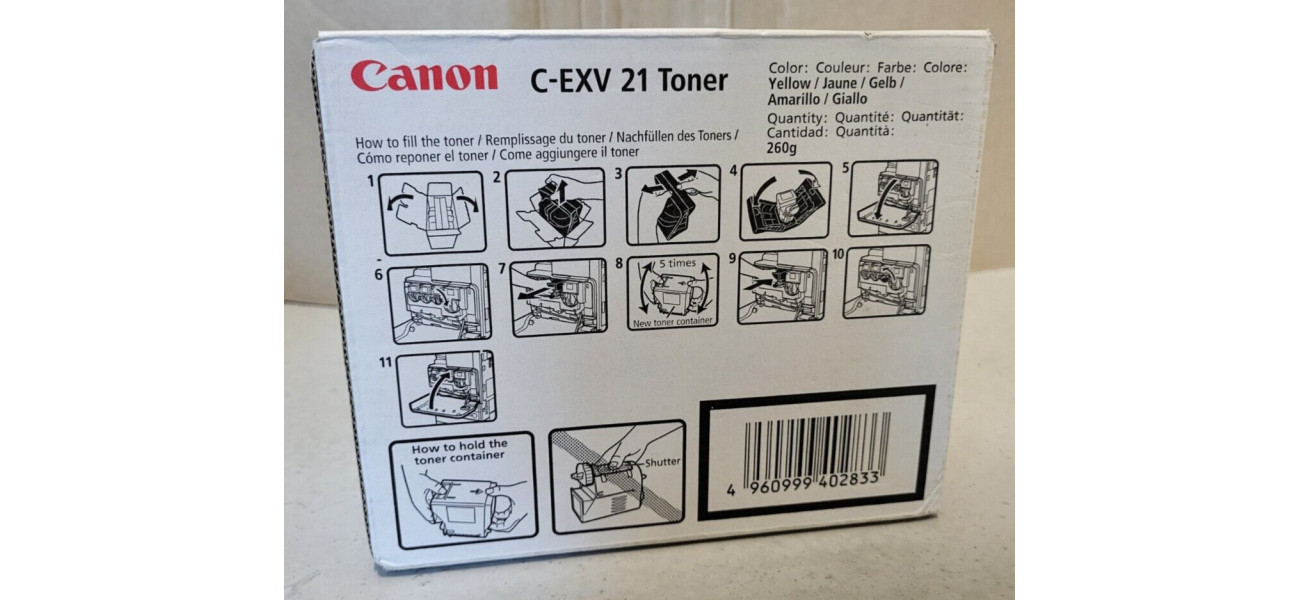 Canon
C-EXV 21 Toner
Color: Couleur: Farbe: Colore:
Yellow / Jaune / Gelb /
Amarillo / Giallo
Quantity: Quantité: Quantität:
Cantidad: Quantità:
260g
How to fill the toner / Remplissage du toner / Nachfüllen des Toners /
Cómo reponer el toner / Come aggiungere il toner
1
2
3
4
5
6
7
8
5 times
New toner container
9
10
11
How to hold the
toner container
Shutter
4 960999 402833